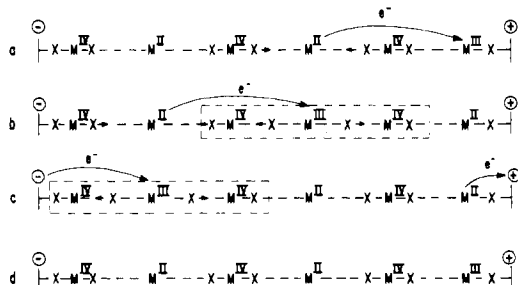 ⊖ e⁻ ⊕
a |-X-M^IV-X- --- M^II --- X-M^IV-X- --- M^II --- X-M^IV-X- --- M^III-X-|
⊖ e⁻ ⊕
b |-X-M^IV-X- --- M^II --- X-M^IV-X --- M^III --- X-M^IV-X- --- M^II --- X-|
⊖ e⁻ e⁻ ⊕
c |-X-M^IV-X --- M^III --- X-M^IV-X- --- M^II --- X-M^IV-X- --- M^II-X-|
⊖ ⊕
d |-X-M^IV-X- --- M^II --- X-M^IV-X- --- M^II --- X-M^IV-X- --- M^III-X-|